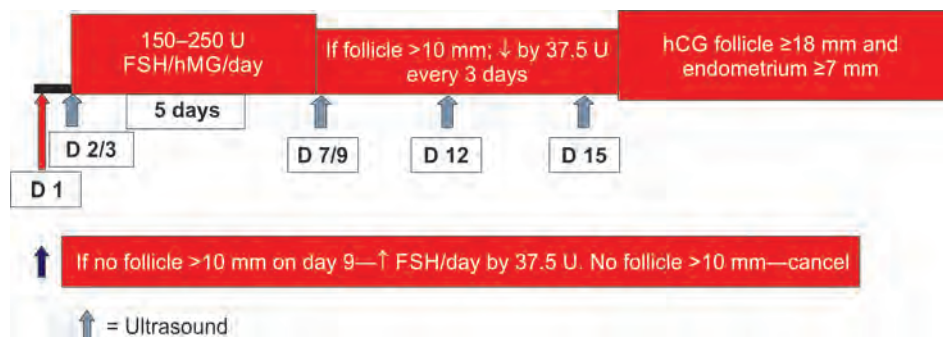 150–250 U
FSH/hMG/day
If follicle >10 mm; ↓ by 37.5 U
every 3 days
hCG follicle ≥18 mm and
endometrium ≥7 mm
5 days
D 2/3
D 7/9
D 12
D 15
D 1
If no follicle >10 mm on day 9—↑ FSH/day by 37.5 U. No follicle >10 mm—cancel
= Ultrasound